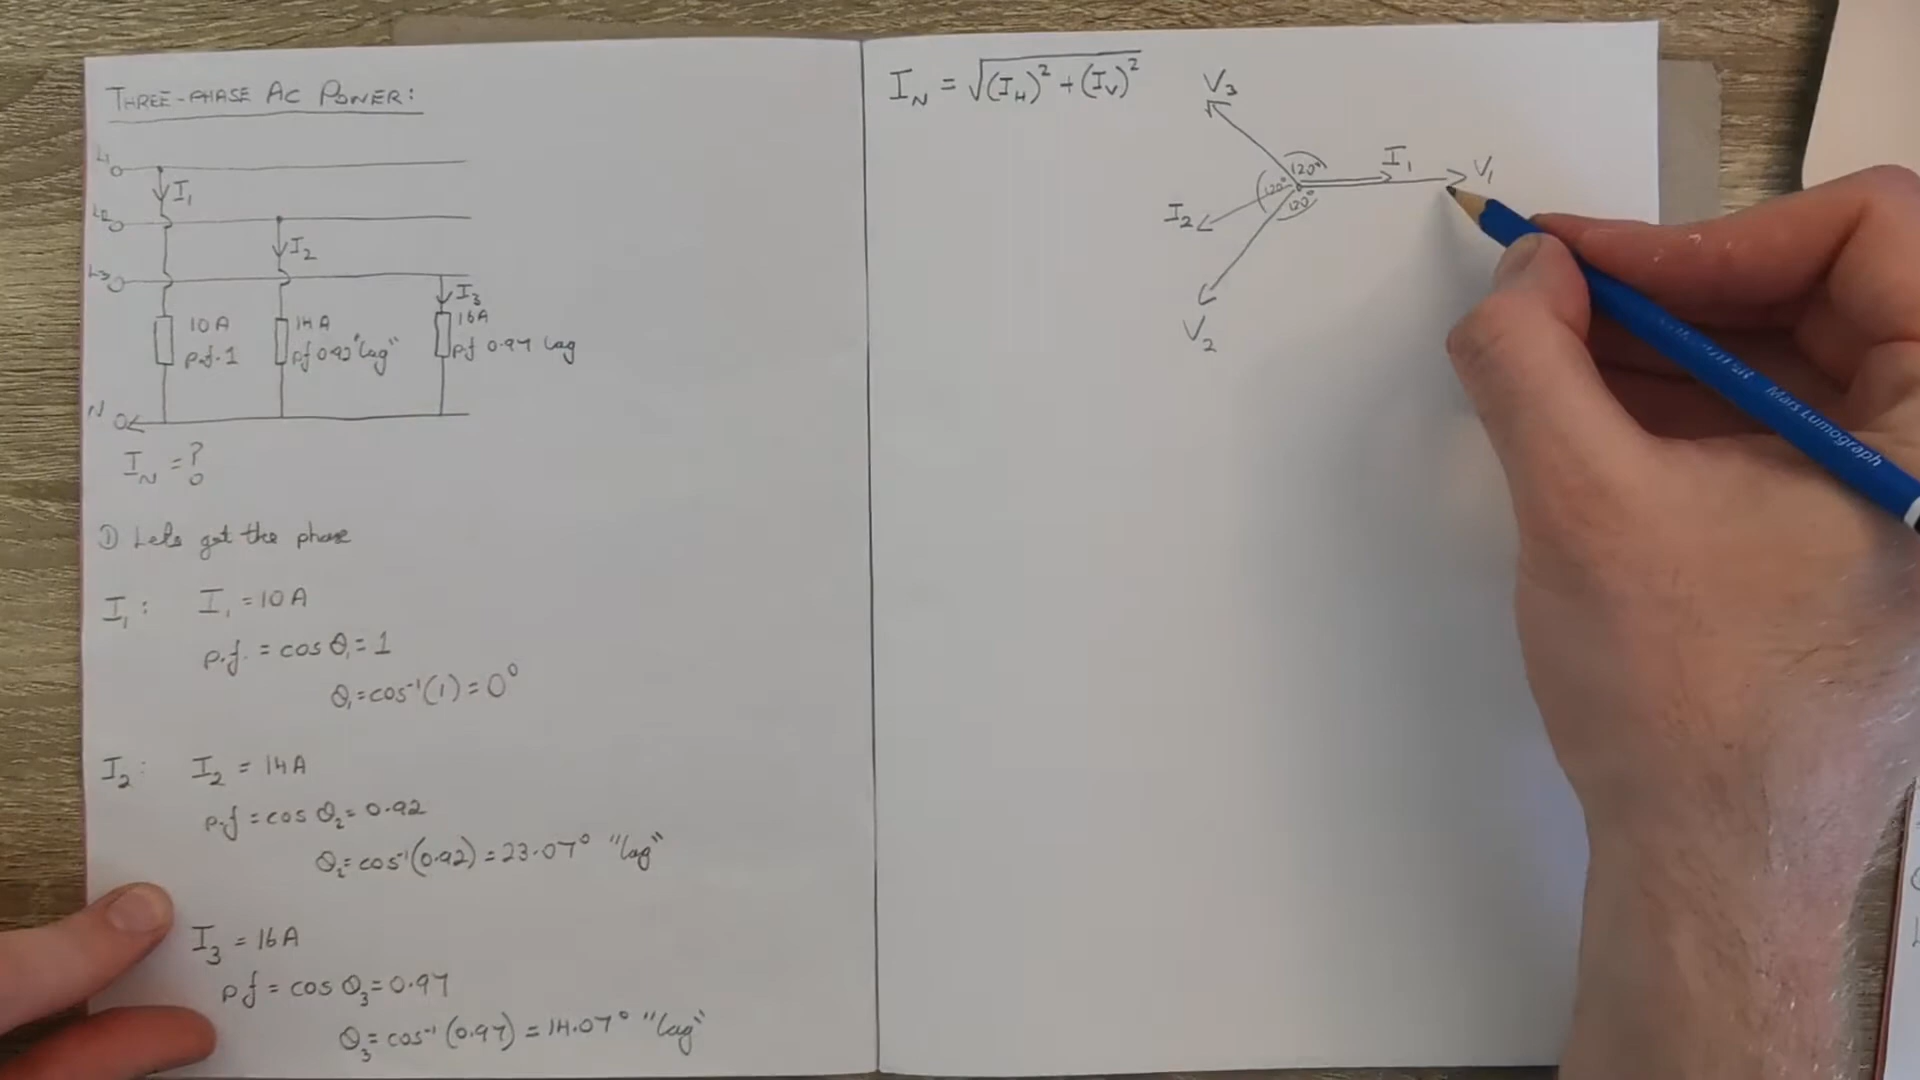 THREE-PHASE AC POWER:
L1
I1
L2
I2
L3
I3
10A
p.f. 1
14A
pf 0.92 "lag"
16A
pf 0.97 lag
N
IN = ?
① Lets get the phase
I1: I1 = 10A
p.f. = cos θ1 = 1
θ1 = cos⁻¹(1) = 0°
I2: I2 = 14A
p.f = cos θ2 = 0.92
θ2 = cos⁻¹(0.92) = 23.07° "lag"
I3 = 16A
pf = cos θ3 = 0.97
θ3 = cos⁻¹(0.97) = 14.07° "lag"
IN = √(IH)² + (IV)²
V3
120°
I1
V1
120°
I2
120°
V2
Mars Lumograph